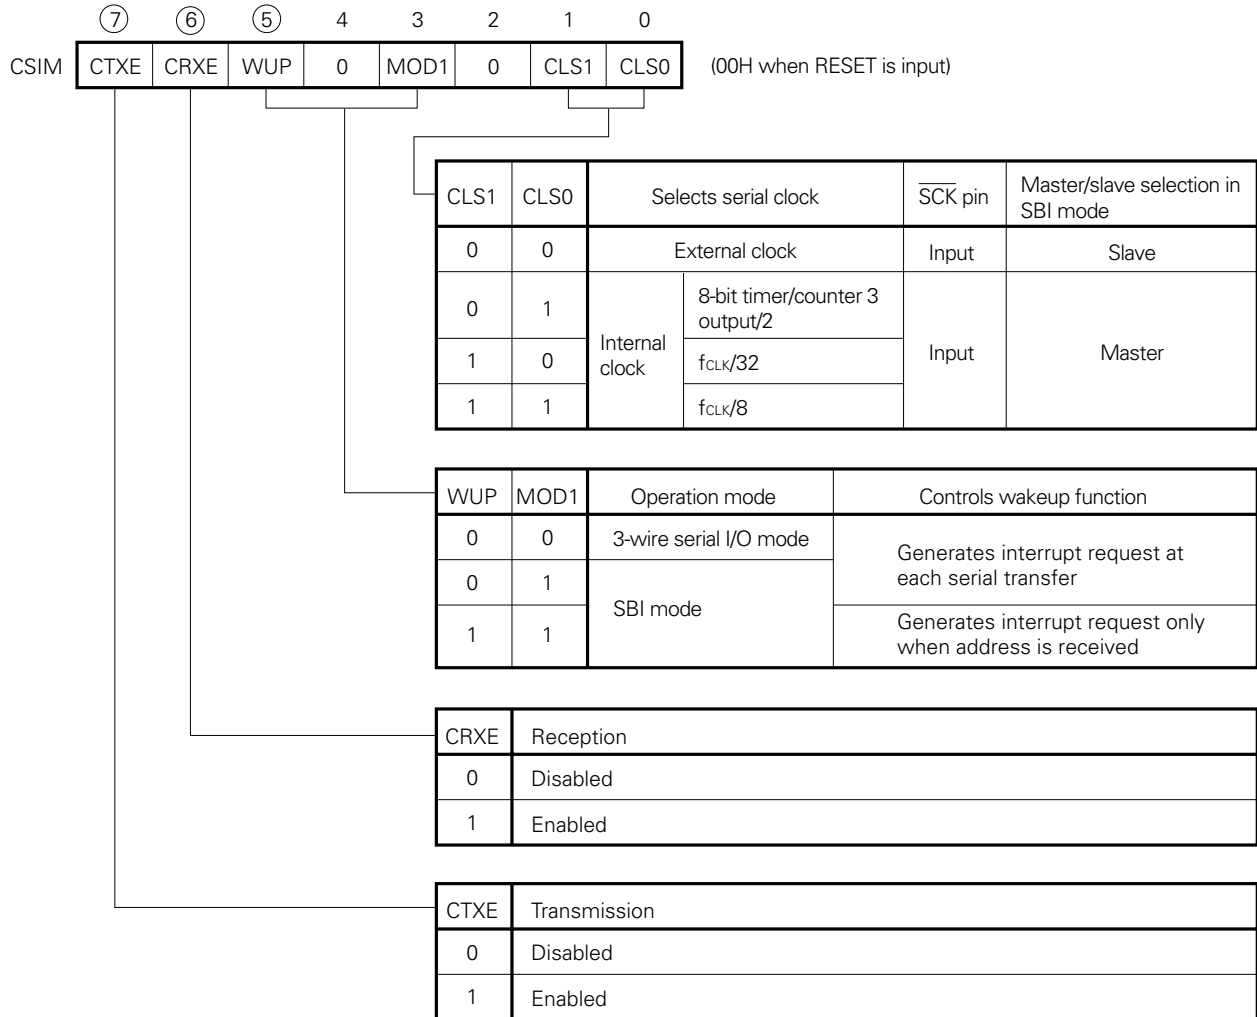 7 6 5 4 3 2 1 0
CSIM CTXE CRXE WUP 0 MOD1 0 CLS1 CLS0 (00H when RESET is input)
CLS1 CLS0 Selects serial clock SCK pin Master/slave selection in
SBI mode
0 0 External clock Input Slave
0 1 8-bit timer/counter 3
output/2
Internal
clock
Input Master
1 0 fCLK/32
1 1 fCLK/8
WUP MOD1 Operation mode Controls wakeup function
0 0 3-wire serial I/O mode
Generates interrupt request at
each serial transfer
0 1
SBI mode
1 1
Generates interrupt request only
when address is received
CRXE Reception
0 Disabled
1 Enabled
CTXE Transmission
0 Disabled
1 Enabled